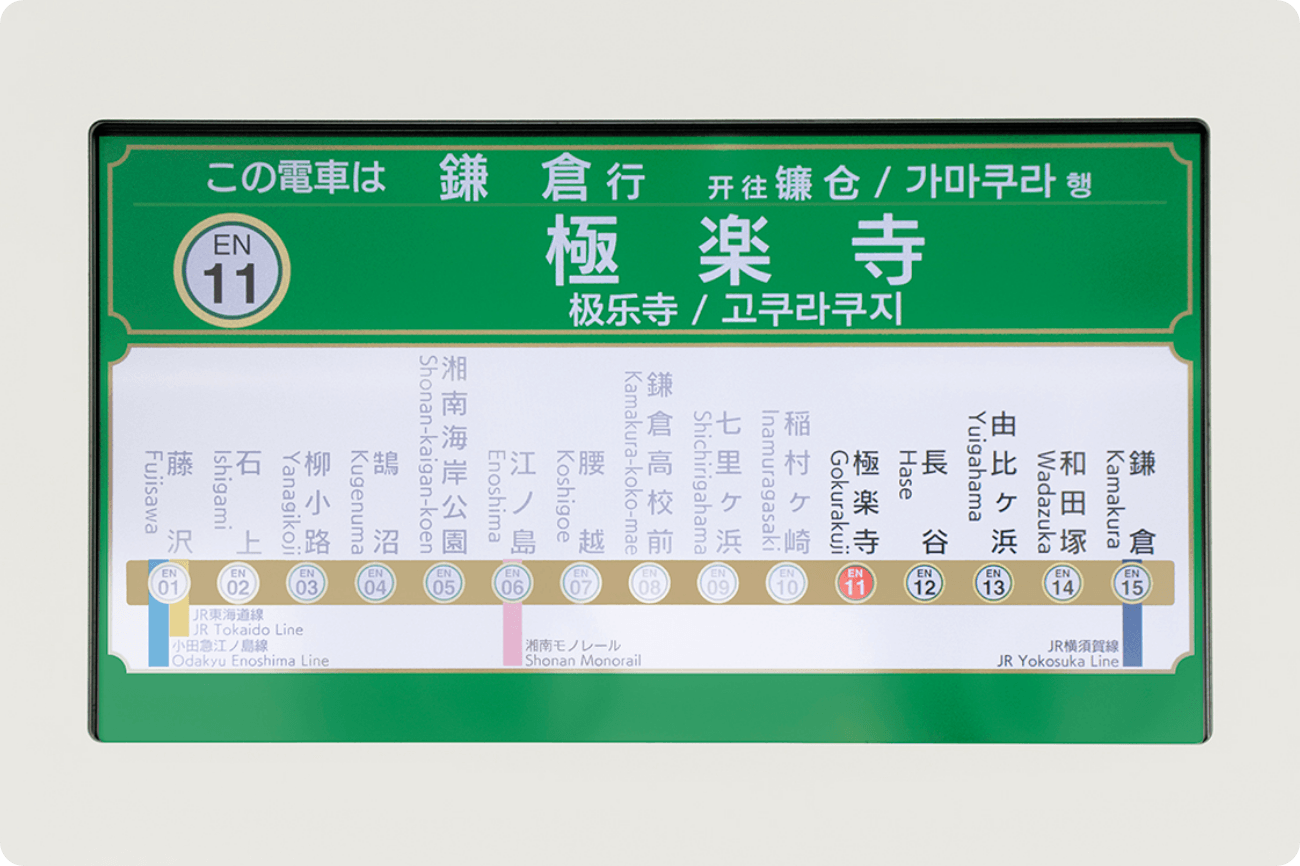 この電車は 鎌倉行 开往镰仓 / 가마쿠라 행
EN
11
極楽寺
极乐寺 / 고쿠라쿠지
藤沢
Fujisawa
石上
Ishigami
柳小路
Yanagikoji
鵠沼
Kugenuma
湘南海岸公園
Shonan-kaigan-koen
江ノ島
Enoshima
腰越
Koshigoe
鎌倉高校前
Kamakura-koko-mae
七里ヶ浜
Shichirigahama
稲村ヶ崎
Inamuragasaki
極楽寺
Gokurakuji
長谷
Hase
由比ヶ浜
Yuigahama
和田塚
Wadazuka
鎌倉
Kamakura
EN 01
EN 02
EN 03
EN 04
EN 05
EN 06
EN 07
EN 08
EN 09
EN 10
EN 11
EN 12
EN 13
EN 14
EN 15
JR東海道線
JR Tokaido Line
小田急江ノ島線
Odakyu Enoshima Line
湘南モノレール
Shonan Monorail
JR横須賀線
JR Yokosuka Line